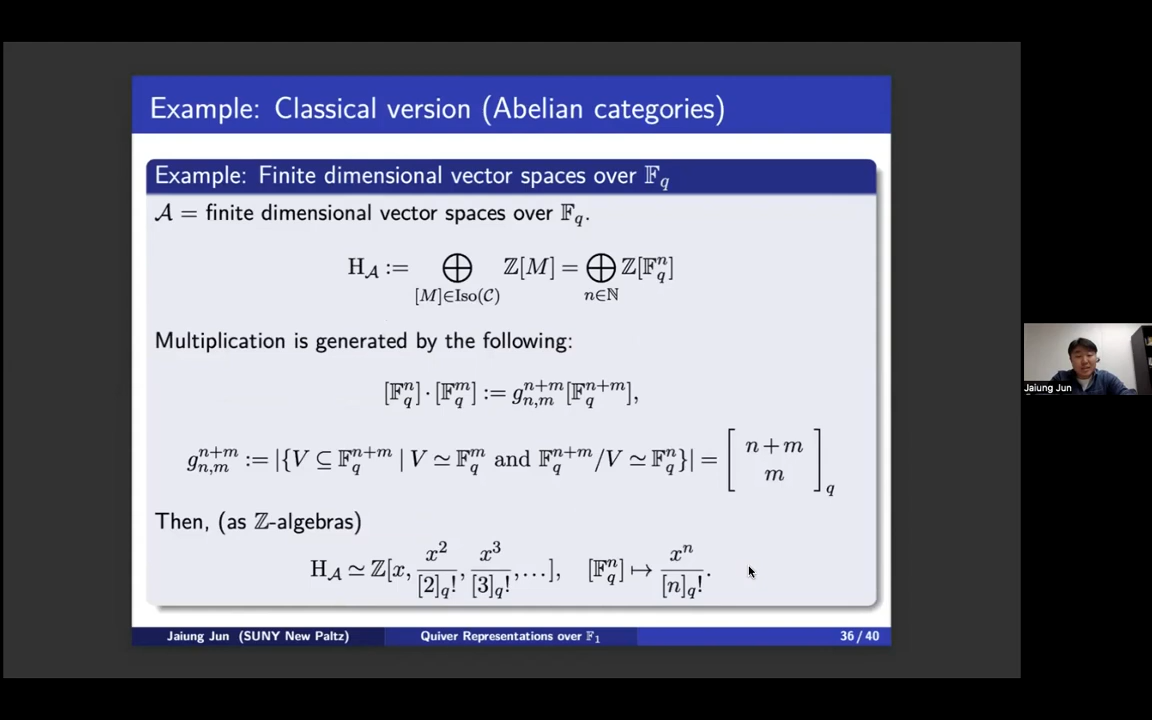 Example: Classical version (Abelian categories)
Example: Finite dimensional vector spaces over 𝔽_q
𝒜 = finite dimensional vector spaces over 𝔽_q.
H_𝒜 := ⊕_{[M]∈Iso(𝒞)} ℤ[M] = ⊕_{n∈ℕ} ℤ[𝔽_q^n]
Multiplication is generated by the following:
[𝔽_q^n] · [𝔽_q^m] := g_{n,m}^{n+m}[𝔽_q^{n+m}],
g_{n,m}^{n+m} := |{V ⊆ 𝔽_q^{n+m} | V ≃ 𝔽_q^m and 𝔽_q^{n+m}/V ≃ 𝔽_q^n}| = [n+m m]_q
Then, (as ℤ-algebras)
H_𝒜 ≃ ℤ[x, x^2/[2]_q!, x^3/[3]_q!, …], [𝔽_q^n] ↦ x^n/[n]_q!.
Jaiung Jun (SUNY New Paltz) Quiver Representations over 𝔽_1 36 / 40
Jaiung Jun